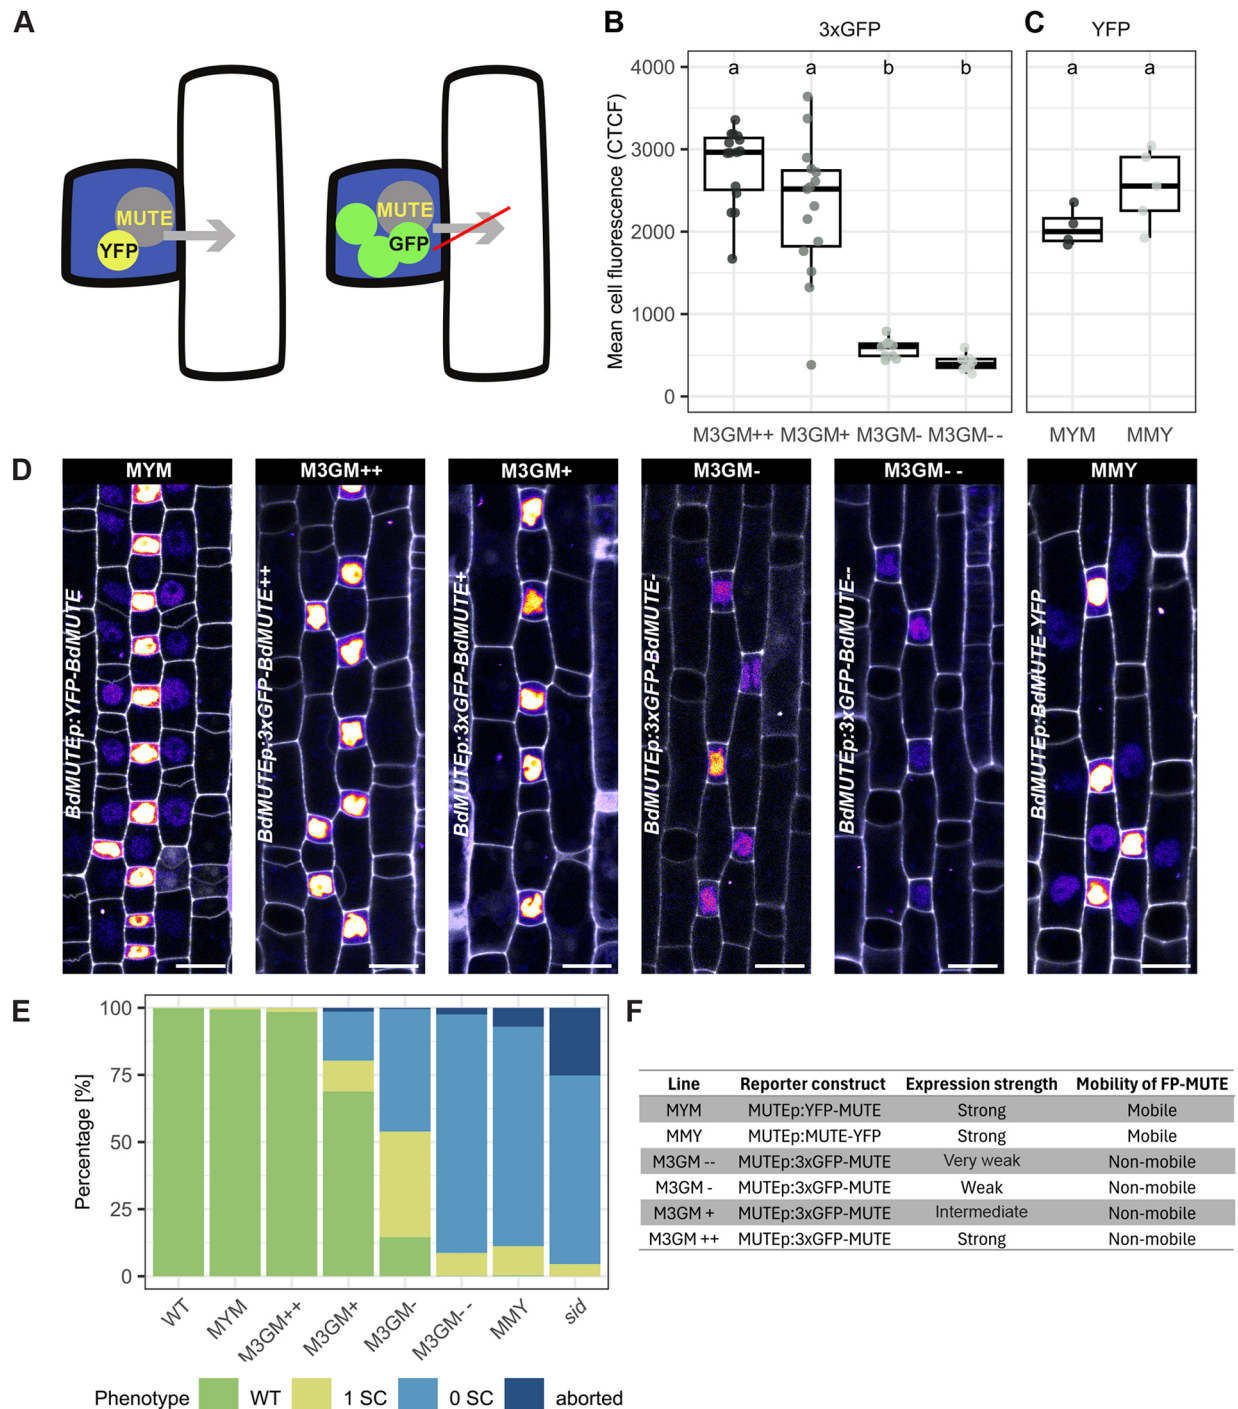 A
MUTE
YFP
MUTE
GFP
B
3xGFP
C
YFP
Mean cell fluorescence (CTCF)
4000
3000
2000
1000
0
a a b b
a a
M3GM++ M3GM+ M3GM- M3GM- -
MYM MMY
D
MYM
M3GM++
M3GM+
M3GM-
M3GM- -
MMY
BdMUTEp:YFP-BdMUTE
BdMUTEp:3xGFP-BdMUTE++
BdMUTEp:3xGFP-BdMUTE+
BdMUTEp:3xGFP-BdMUTE-
BdMUTEp:3xGFP-BdMUTE--
BdMUTEp:BdMUTE-YFP
E
Percentage [%]
100
75
50
25
0
WT MYM M3GM++ M3GM+ M3GM- M3GM- - MMY sid
Phenotype WT 1 SC 0 SC aborted
F
Line Reporter construct Expression strength Mobility of FP-MUTE
MYM MUTEp:YFP-MUTE Strong Mobile
MMY MUTEp:MUTE-YFP Strong Mobile
M3GM -- MUTEp:3xGFP-MUTE Very weak Non-mobile
M3GM - MUTEp:3xGFP-MUTE Weak Non-mobile
M3GM + MUTEp:3xGFP-MUTE Intermediate Non-mobile
M3GM ++ MUTEp:3xGFP-MUTE Strong Non-mobile